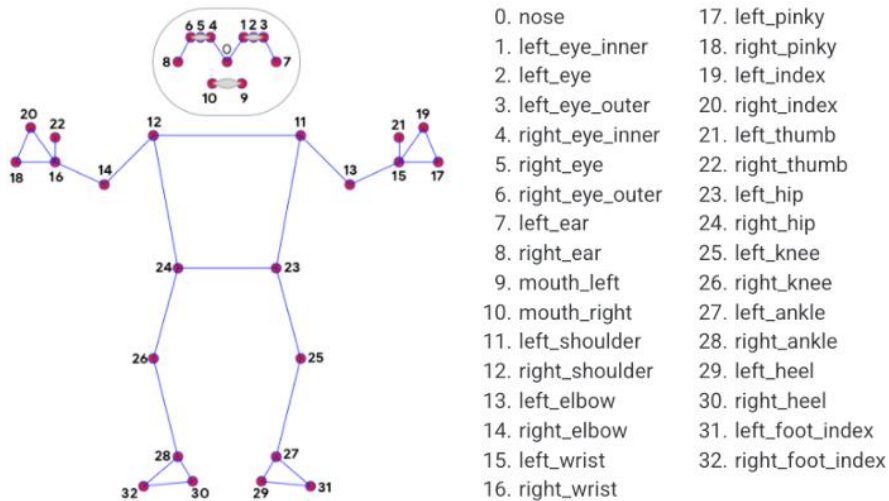 6 5 4 1 2 3
0
8 7
10 9
20 22 12 11 21 19
18 16 14 13 15 17
24 23
26 25
28 27
32 30 29 31
0. nose
1. left_eye_inner
2. left_eye
3. left_eye_outer
4. right_eye_inner
5. right_eye
6. right_eye_outer
7. left_ear
8. right_ear
9. mouth_left
10. mouth_right
11. left_shoulder
12. right_shoulder
13. left_elbow
14. right_elbow
15. left_wrist
16. right_wrist
17. left_pinky
18. right_pinky
19. left_index
20. right_index
21. left_thumb
22. right_thumb
23. left_hip
24. right_hip
25. left_knee
26. right_knee
27. left_ankle
28. right_ankle
29. left_heel
30. right_heel
31. left_foot_index
32. right_foot_index